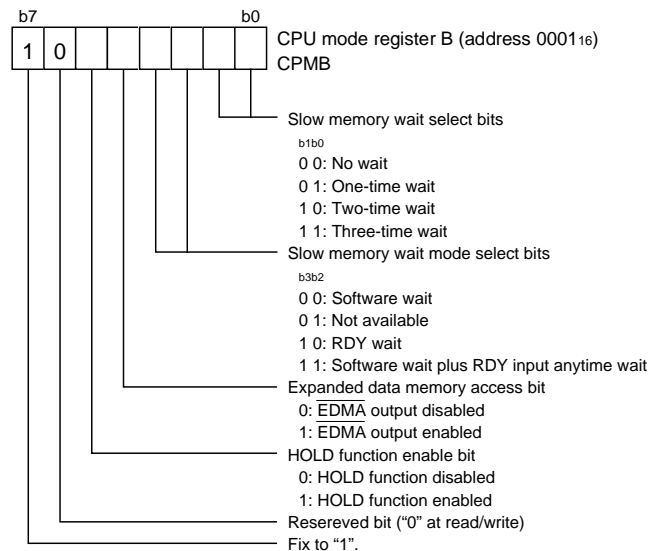 b7 b0
CPU mode register B (address 0001₁₆)
1 0
CPMB
Slow memory wait select bits
b1b0
0 0: No wait
0 1: One-time wait
1 0: Two-time wait
1 1: Three-time wait
Slow memory wait mode select bits
b3b2
0 0: Software wait
0 1: Not available
1 0: RDY wait
1 1: Software wait plus RDY input anytime wait
Expanded data memory access bit
0: EDMA output disabled
1: EDMA output enabled
HOLD function enable bit
0: HOLD function disabled
1: HOLD function enabled
Resereved bit (“0” at read/write)
Fix to “1”.